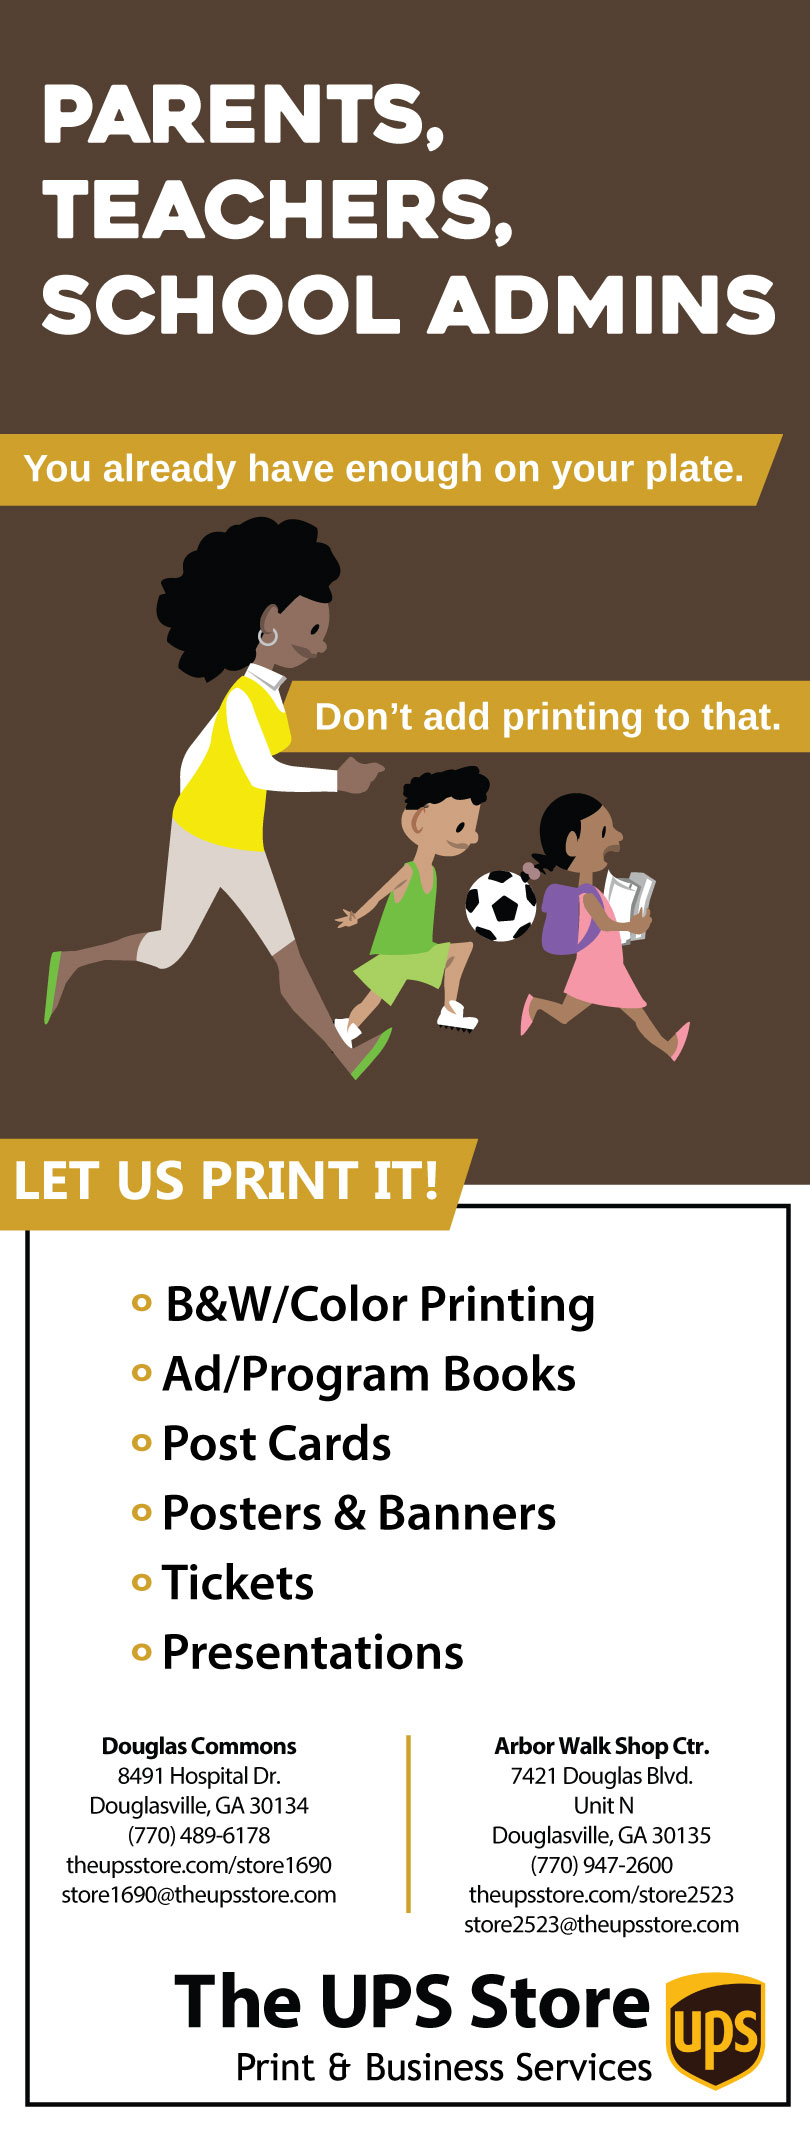 PARENTS,
TEACHERS,
SCHOOL ADMINS
You already have enough on your plate.
Don't add printing to that.
LET US PRINT IT!
B&W/Color Printing
Ad/Program Books
Post Cards
Posters & Banners
Tickets
Presentations
Douglas Commons
8491 Hospital Dr.
Douglasville, GA 30134
(770) 489-6178
theupsstore.com/store1690
store1690@theupsstore.com
Arbor Walk Shop Ctr.
7421 Douglas Blvd.
Unit N
Douglasville, GA 30135
(770) 947-2600
theupsstore.com/store2523
store2523@theupsstore.com
The UPS Store
Print & Business Services
ups